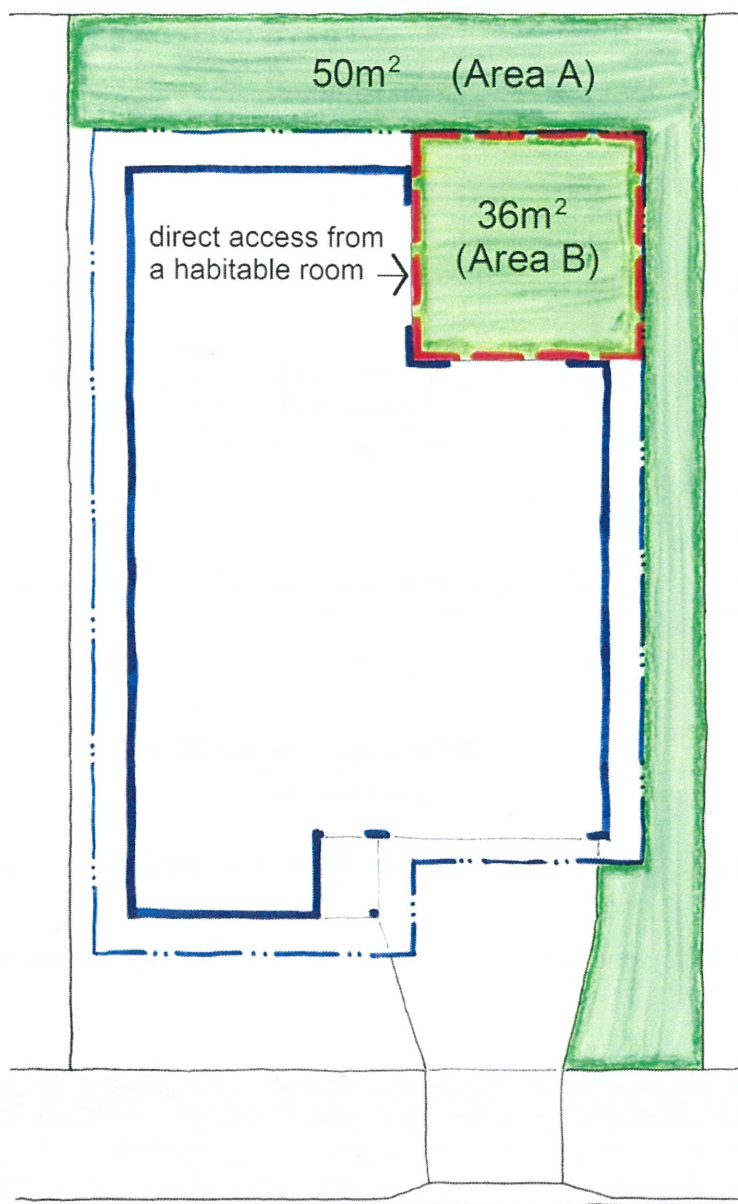 50m² (Area A)
36m²
(Area B)
direct access from
a habitable room